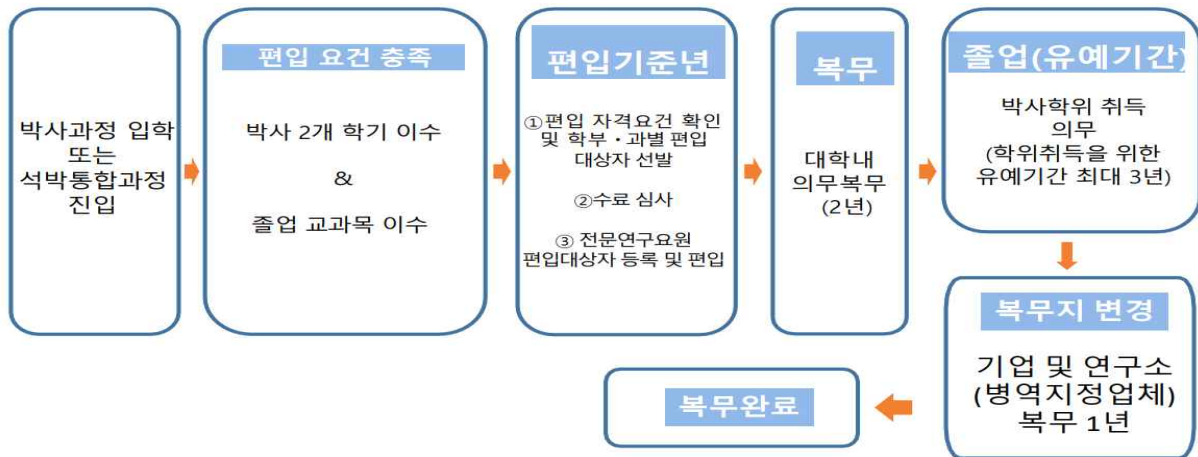 박사과정 입학
또는
석박통합과정
진입
편입 요건 충족
박사 2개 학기 이수
&
졸업 교과목 이수
편입기준년
①편입 자격요건 확인
및 학부·과별 편입
대상자 선발
②수료 심사
③ 전문연구요원
편입대상자 등록 및 편입
복무
대학내
의무복무
(2년)
졸업(유예기간)
박사학위 취득
의무
(학위취득을 위한
유예기간 최대 3년)
복무지 변경
기업 및 연구소
(병역지정업체)
복무 1년
복무완료